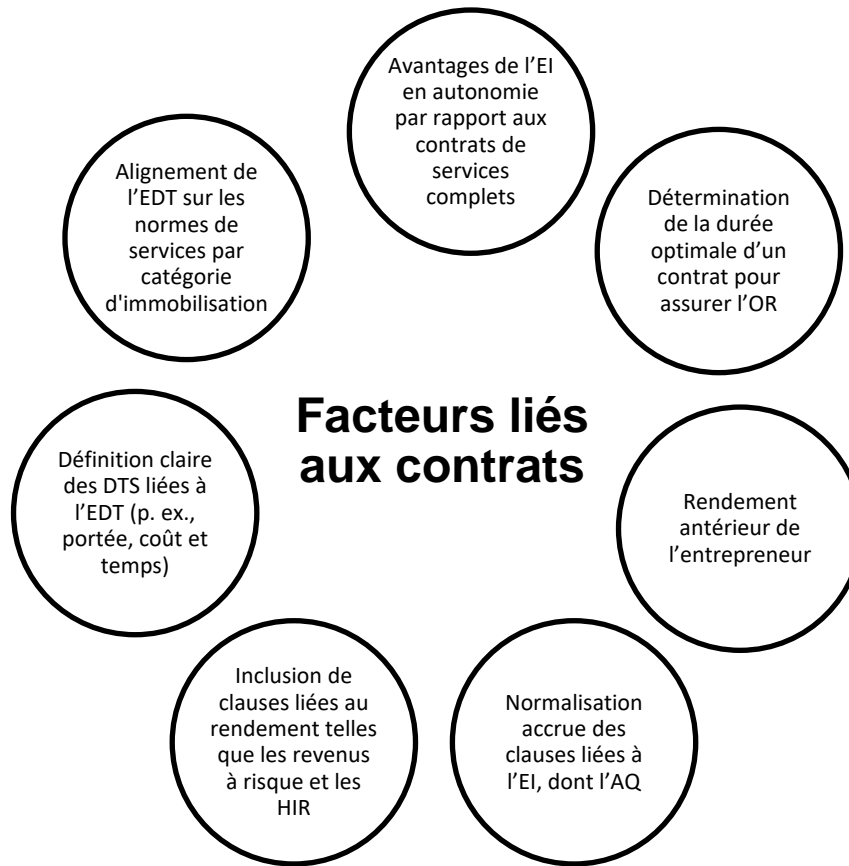 Avantages de l’EI
en autonomie
par rapport aux
contrats de
services
complets
Détermination
de la durée
optimale d’un
contrat pour
assurer l’OR
Rendement
antérieur de
l’entrepreneur
Normalisation
accrue des
clauses liées à
l’EI, dont l’AQ
Inclusion de
clauses liées au
rendement telles
que les revenus
à risque et les
HIR
Définition claire
des DTS liées à
l’EDT (p. ex.,
portée, coût et
temps)
Alignement de
l’EDT sur les
normes de
services par
catégorie
d'immobilisation
Facteurs liés
aux contrats